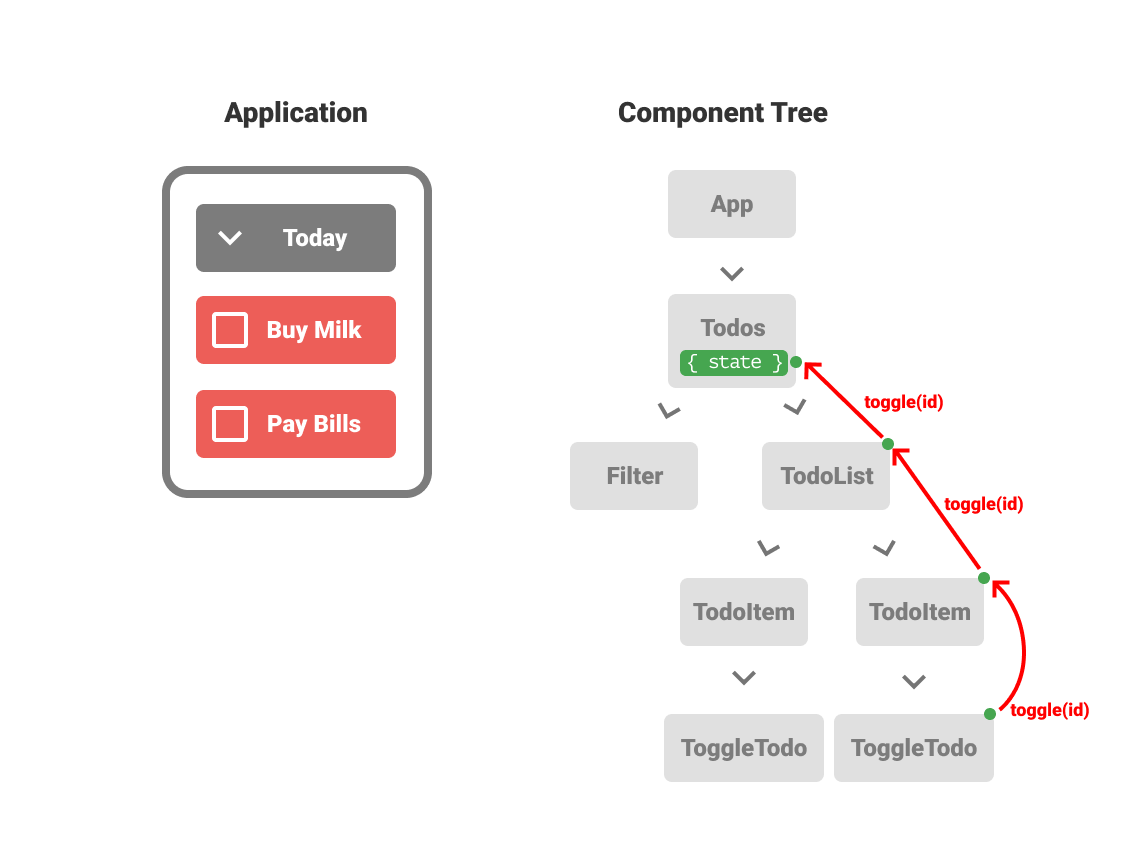 Application
Today
Buy Milk
Pay Bills
Component Tree
App
Todos
{ state }
toggle(id)
Filter
TodoList
toggle(id)
TodoItem
TodoItem
toggle(id)
ToggleTodo
ToggleTodo